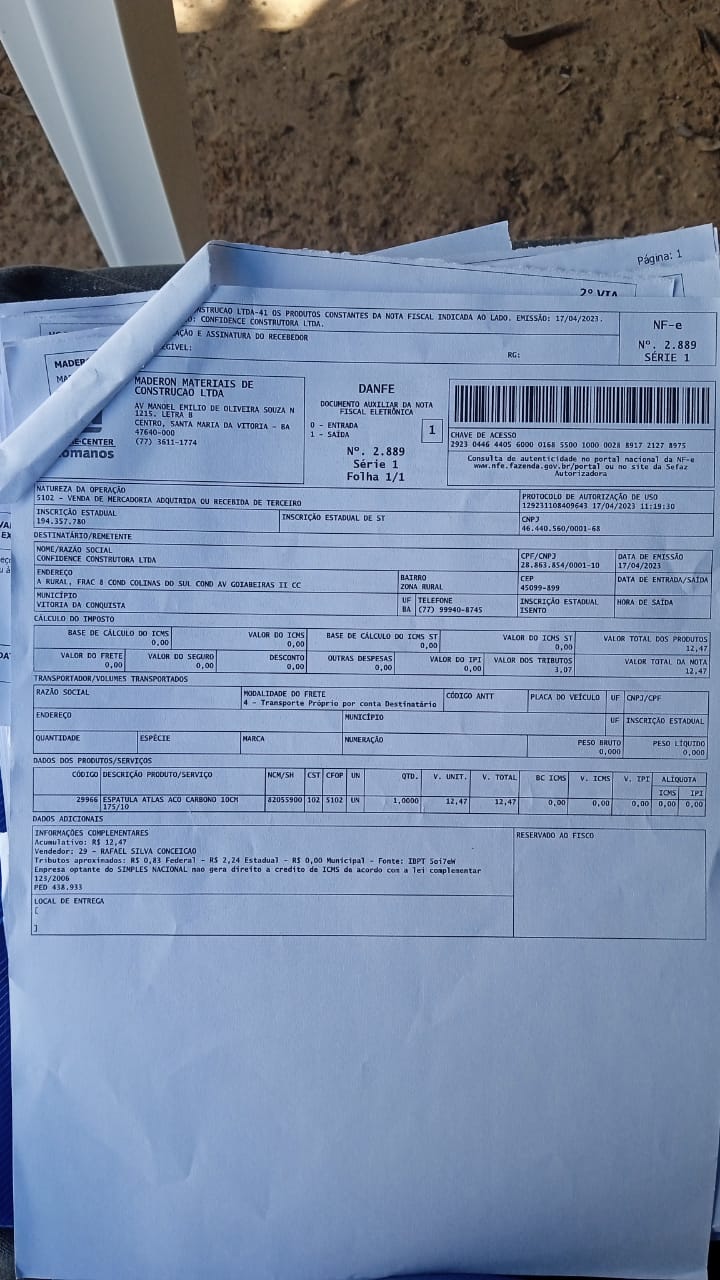 Página: 1
2º VIA
NSTRUCAO LTDA-41 OS PRODUTOS CONSTANTES DA NOTA FISCAL INDICADA AO LADO. EMISSÃO: 17/04/2023.
CONFIDENCE CONSTRUTORA LTDA.
AÇÃO E ASSINATURA DO RECEBEDOR
EGÍVEL:
RG:
NF-e
Nº. 2.889
SÉRIE 1
MADER
MADERON MATERIAIS DE
CONSTRUCAO LTDA
AV MANOEL EMILIO DE OLIVEIRA SOUZA N
1215. LETRA B
CENTRO, SANTA MARIA DA VITORIA - BA
47640-000
(77) 3611-1774
E-CENTER
omanos
DANFE
DOCUMENTO AUXILIAR DA NOTA
FISCAL ELETRÔNICA
0 - ENTRADA
1 - SAÍDA
1
Nº. 2.889
Série 1
Folha 1/1
CHAVE DE ACESSO
2923 0446 4405 6000 0168 5500 1000 0028 8917 2127 8975
Consulta de autenticidade no portal nacional da NF-e
www.nfe.fazenda.gov.br/portal ou no site da Sefaz
Autorizadora
NATUREZA DA OPERAÇÃO
5102 - VENDA DE MERCADORIA ADQUIRIDA OU RECEBIDA DE TERCEIRO
PROTOCOLO DE AUTORIZAÇÃO DE USO
129231108409643 17/04/2023 11:19:30
INSCRIÇÃO ESTADUAL
194.357.780
INSCRIÇÃO ESTADUAL DE ST
CNPJ
46.440.560/0001-68
DESTINATÁRIO/REMETENTE
NOME/RAZÃO SOCIAL
CONFIDENCE CONSTRUTORA LTDA
CPF/CNPJ
28.863.854/0001-10
DATA DE EMISSÃO
17/04/2023
ENDEREÇO
A RURAL, FRAC 8 COND COLINAS DO SUL COND AV GOIABEIRAS II CC
BAIRRO
ZONA RURAL
CEP
45099-899
DATA DE ENTRADA/SAÍDA
MUNICÍPIO
VITORIA DA CONQUISTA
UF
BA
TELEFONE
(77) 99940-8745
INSCRIÇÃO ESTADUAL
ISENTO
HORA DE SAÍDA
CÁLCULO DO IMPOSTO
BASE DE CÁLCULO DO ICMS
0,00
VALOR DO ICMS
0,00
BASE DE CÁLCULO DO ICMS ST
0,00
VALOR DO ICMS ST
0,00
VALOR TOTAL DOS PRODUTOS
12,47
VALOR DO FRETE
0,00
VALOR DO SEGURO
0,00
DESCONTO
0,00
OUTRAS DESPESAS
0,00
VALOR DO IPI
0,00
VALOR DOS TRIBUTOS
3,07
VALOR TOTAL DA NOTA
12,47
TRANSPORTADOR/VOLUMES TRANSPORTADOS
RAZÃO SOCIAL
MODALIDADE DO FRETE
4 - Transporte Próprio por conta Destinatário
CÓDIGO ANTT
PLACA DO VEÍCULO
UF
CNPJ/CPF
ENDEREÇO
MUNICÍPIO
UF
INSCRIÇÃO ESTADUAL
QUANTIDADE
ESPÉCIE
MARCA
NUMERAÇÃO
PESO BRUTO
0,000
PESO LÍQUIDO
0,000
DADOS DOS PRODUTOS/SERVIÇOS
CÓDIGO DESCRIÇÃO PRODUTO/SERVIÇO NCM/SH CST CFOP UN QTD. V. UNIT. V. TOTAL BC ICMS V. ICMS V. IPI ALÍQUOTA
ICMS IPI
29966 ESPATULA ATLAS ACO CARBONO 10CM 82055900 102 5102 UN 1,0000 12,47 12,47 0,00 0,00 0,00 0,00 0,00
175/10
DADOS ADICIONAIS
INFORMAÇÕES COMPLEMENTARES
Acumulativo: R$ 12,47
Vendedor: 29 - RAFAEL SILVA CONCEICAO
Tributos aproximados: R$ 0,83 Federal - R$ 2,24 Estadual - R$ 0,00 Municipal - Fonte: IBPT 5oi7eW
Empresa optante do SIMPLES NACIONAL nao gera direito a credito de ICMS de acordo com a lei complementar
123/2006
PED 438.933
RESERVADO AO FISCO
LOCAL DE ENTREGA
[
]